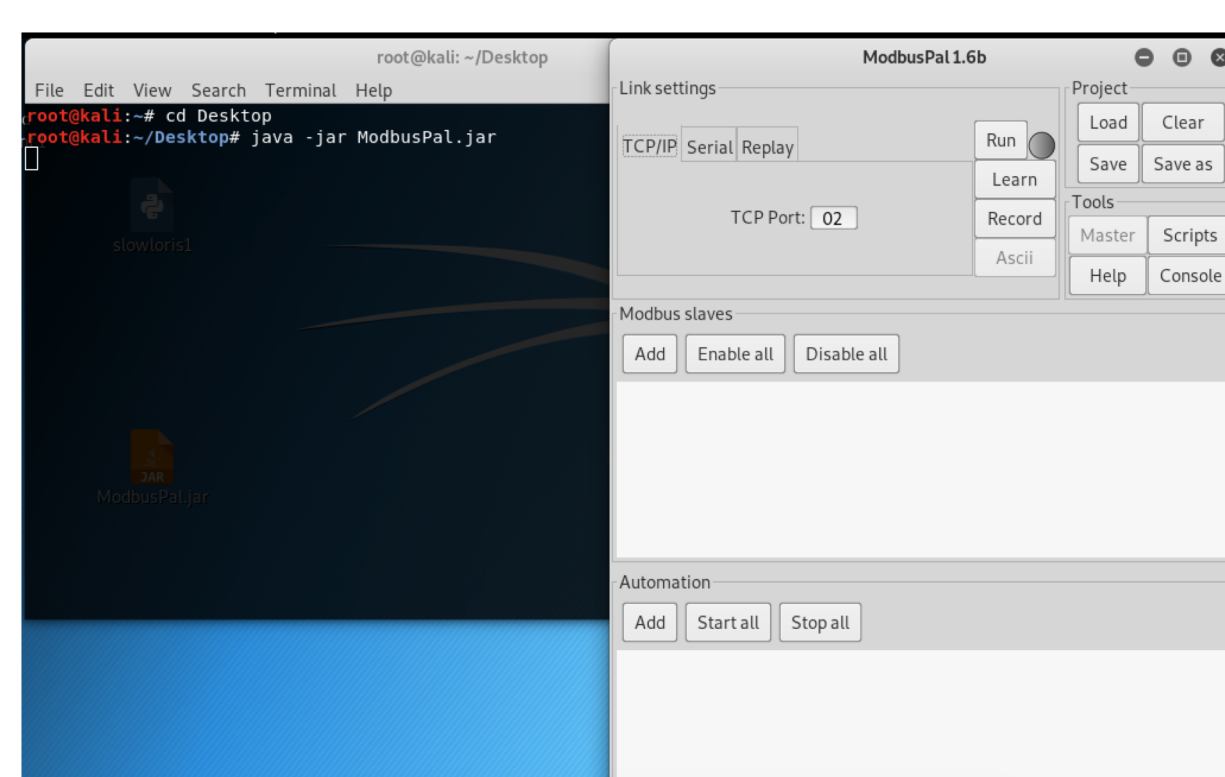 root@kali: ~/Desktop
File Edit View Search Terminal Help
root@kali:~# cd Desktop
root@kali:~/Desktop# java -jar ModbusPal.jar
slowloris1
JAR
ModbusPal.jar
ModbusPal 1.6b
Link settings
TCP/IP Serial Replay
TCP Port: 02
Run
Learn
Record
Ascii
Project
Load Clear
Save Save as
Tools
Master Scripts
Help Console
Modbus slaves
Add Enable all Disable all
Automation
Add Start all Stop all